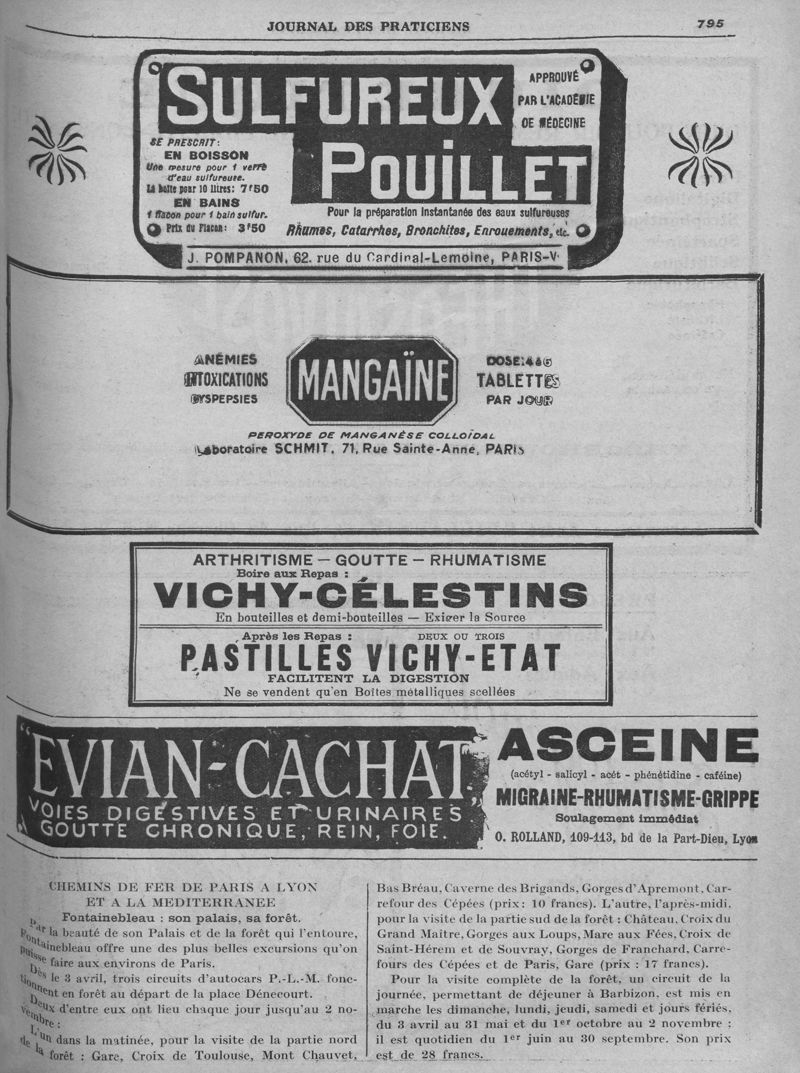 JOURNAL DES PRATICIENS
795
SULFUREUX
POUILLET
APPROUVÉ
PAR L'ACADÉMIE
DE MÉDECINE
SE PRESCRIT:
EN BOISSON
Une mesure pour 1 verre
d'eau sulfureuse.
La boîte pour 10 litres: 7f50
EN BAINS
1 flacon pour 1 bain sulfur.
Prix du Flacon: 3f50
Pour la préparation instantanée des eaux sulfureuses
Rhumes, Catarrhes, Bronchites, Enrouements, etc.
J. POMPANON, 62. rue du Cardinal-Lemoine, PARIS-V
ANÉMIES
INTOXICATIONS
DYSPEPSIES
MANGAÏNE
DOSE: 4 à 6
TABLETTES
PAR JOUR
PEROXYDE DE MANGANÈSE COLLOÏDAL
Laboratoire SCHMIT, 71, Rue Sainte-Anne, PARIS
ARTHRITISME — GOUTTE — RHUMATISME
Boire aux Repas :
VICHY-CÉLESTINS
En bouteilles et demi-bouteilles — Exiger la Source
Après les Repas : DEUX OU TROIS
PASTILLES VICHY-ETAT
FACILITENT LA DIGESTION
Ne se vendent qu'en Boîtes métalliques scellées
EVIAN-CACHAT
VOIES DIGESTIVES ET URINAIRES
GOUTTE CHRONIQUE, REIN, FOIE.
ASCEINE
(acétyl - salicyl - acét - phénétidine - caféine)
MIGRAINE-RHUMATISME-GRIPPE
Soulagement immédiat
O. ROLLAND, 109-113, bd de la Part-Dieu, Lyon
CHEMINS DE FER DE PARIS A LYON
ET A LA MEDITERRANEE
Fontainebleau : son palais, sa forêt.
Par la beauté de son Palais et de la forêt qui l'entoure,
Fontainebleau offre une des plus belles excursions qu'on
puisse faire aux environs de Paris.
Dès le 3 avril, trois circuits d'autocars P.-L.-M. fonc-
tionnent en forêt au départ de la place Dénecourt.
Deux d'entre eux ont lieu chaque jour jusqu'au 2 no-
vembre :
L'un dans la matinée, pour la visite de la partie nord
de la forêt : Gare, Croix de Toulouse, Mont Chauvet,
Bas Bréau, Caverne des Brigands, Gorges d'Apremont, Car-
refour des Cépées (prix: 10 francs). L'autre, l'après-midi,
pour la visite de la partie sud de la forêt : Château, Croix du
Grand Maître, Gorges aux Loups, Mare aux Fées, Croix de
Saint-Hérem et de Souvray, Gorges de Franchard, Carre-
fours des Cépées et de Paris, Gare (prix : 17 francs).
Pour la visite complète de la forêt, un circuit de la
journée, permettant de déjeuner à Barbizon, est mis en
marche les dimanche, lundi, jeudi, samedi et jours fériés,
du 3 avril au 31 mai et du 1er octobre au 2 novembre ;
il est quotidien du 1er juin au 30 septembre. Son prix
est de 28 francs.